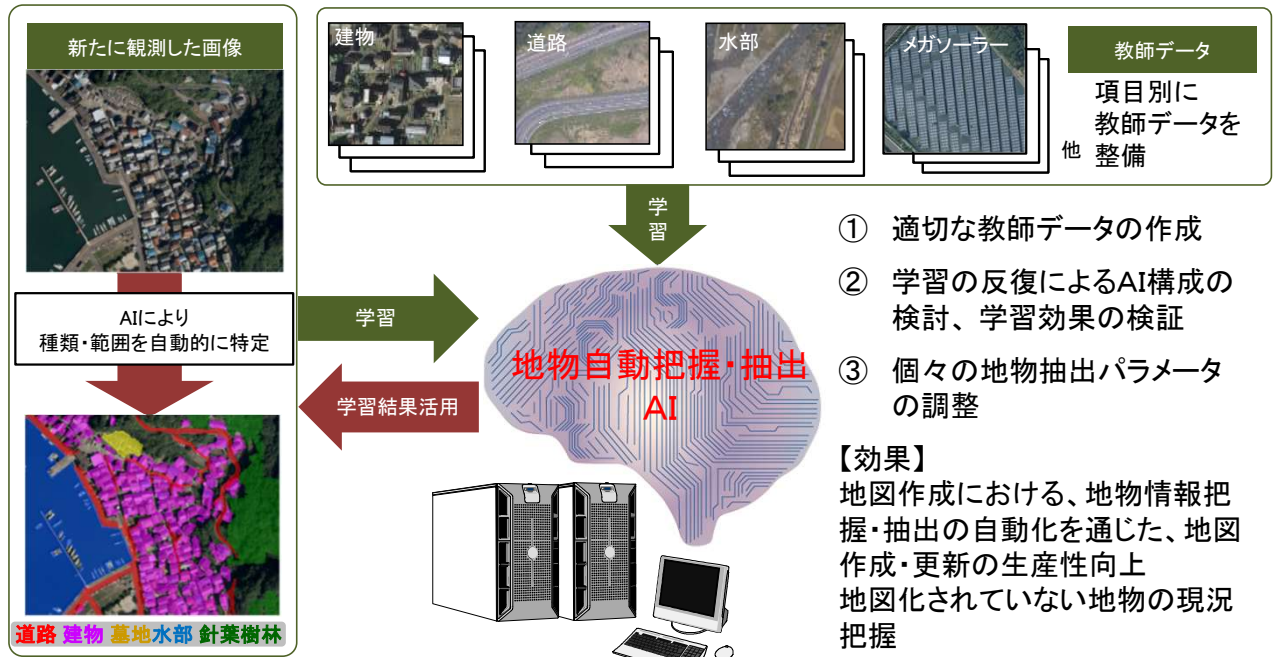 新たに観測した画像
AIにより
種類・範囲を自動的に特定
道路 建物 墓地 水部 針葉樹林
建物
道路
水部
メガソーラー
他
教師データ
項目別に
教師データを
整備
学
習
学習
学習結果活用
地物自動把握・抽出
AI
① 適切な教師データの作成
② 学習の反復によるAI構成の
検討、学習効果の検証
③ 個々の地物抽出パラメータ
の調整
【効果】
地図作成における、地物情報把
握・抽出の自動化を通じた、地図
作成・更新の生産性向上
地図化されていない地物の現況
把握